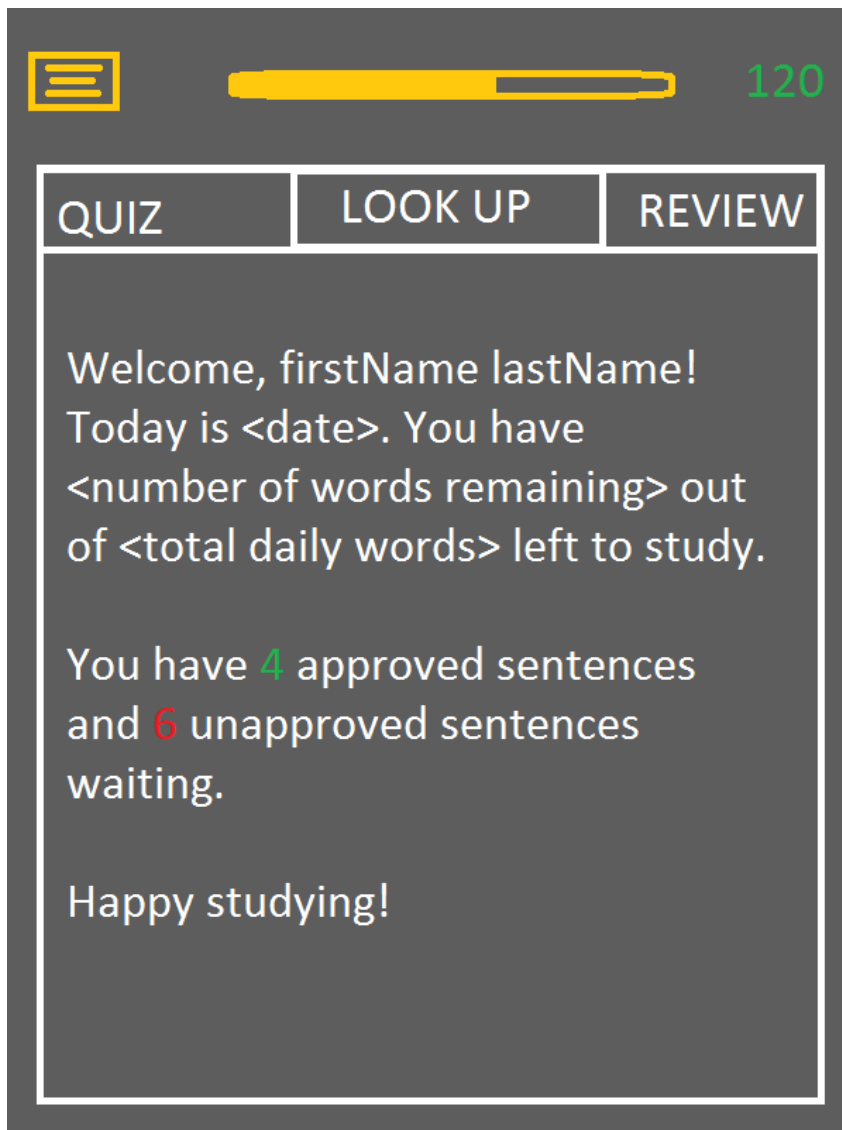 120
QUIZ
LOOK UP
REVIEW
Welcome, firstName lastName!
Today is <date>. You have
<number of words remaining> out
of <total daily words> left to study.
You have 4 approved sentences
and 6 unapproved sentences
waiting.
Happy studying!